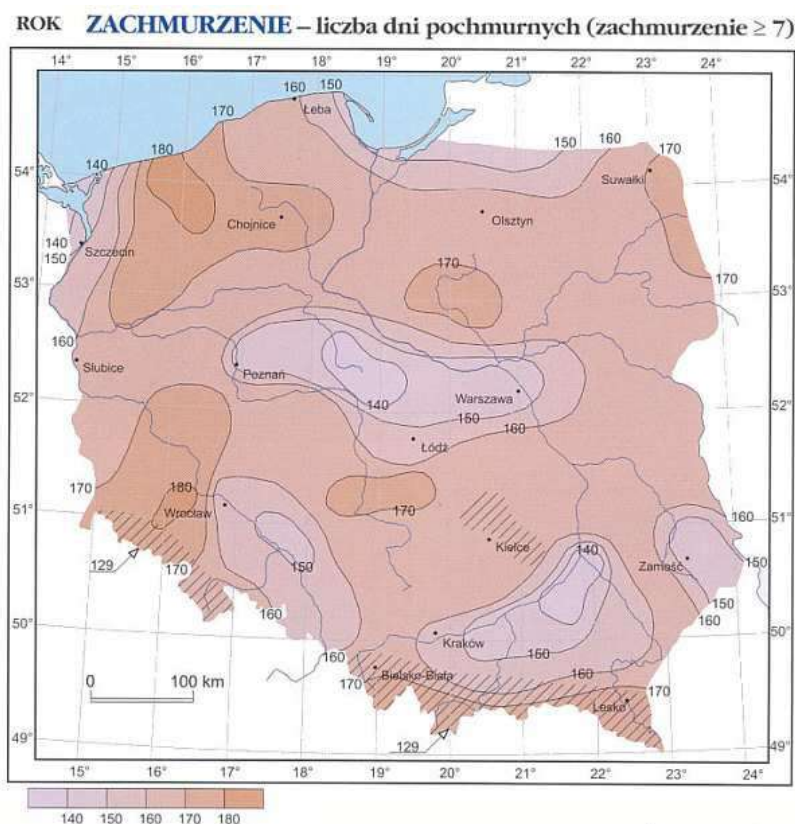 ROK ZACHMURZENIE – liczba dni pochmurnych (zachmurzenie ≥ 7)
14° 15° 16° 17° 18° 19° 20° 21° 22° 23° 24°
160 150
Łeba
170
180
140
150 160 170
54° 54°
Suwałki
Chojnice
Olsztyn
140
Szczecin
150
170
170
53° 53°
160
Słubice
Poznań
140
Warszawa
52° 52°
150
160
Łódź
170
180
Wrocław
170
51° 51°
160
Kielce
140
Zamość
150
129
150
170
150
160
160
50° 50°
Kraków
150
160
Bielsko-Biała
160
170
170
Lesko
0 100 km
129
49° 49°
15° 16° 17° 18° 19° 20° 21° 22° 23° 24°
140 150 160 170 180